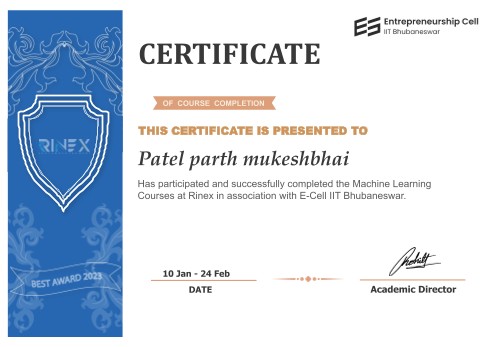 Entrepreneurship Cell
IIT Bhubaneswar
CERTIFICATE
OF COURSE COMPLETION
THIS CERTIFICATE IS PRESENTED TO
Patel parth mukeshbhai
Has participated and successfully completed the Machine Learning
Courses at Rinex in association with E-Cell IIT Bhubaneswar.
RINEX
BEST AWARD 2023
10 Jan - 24 Feb
DATE
Academic Director